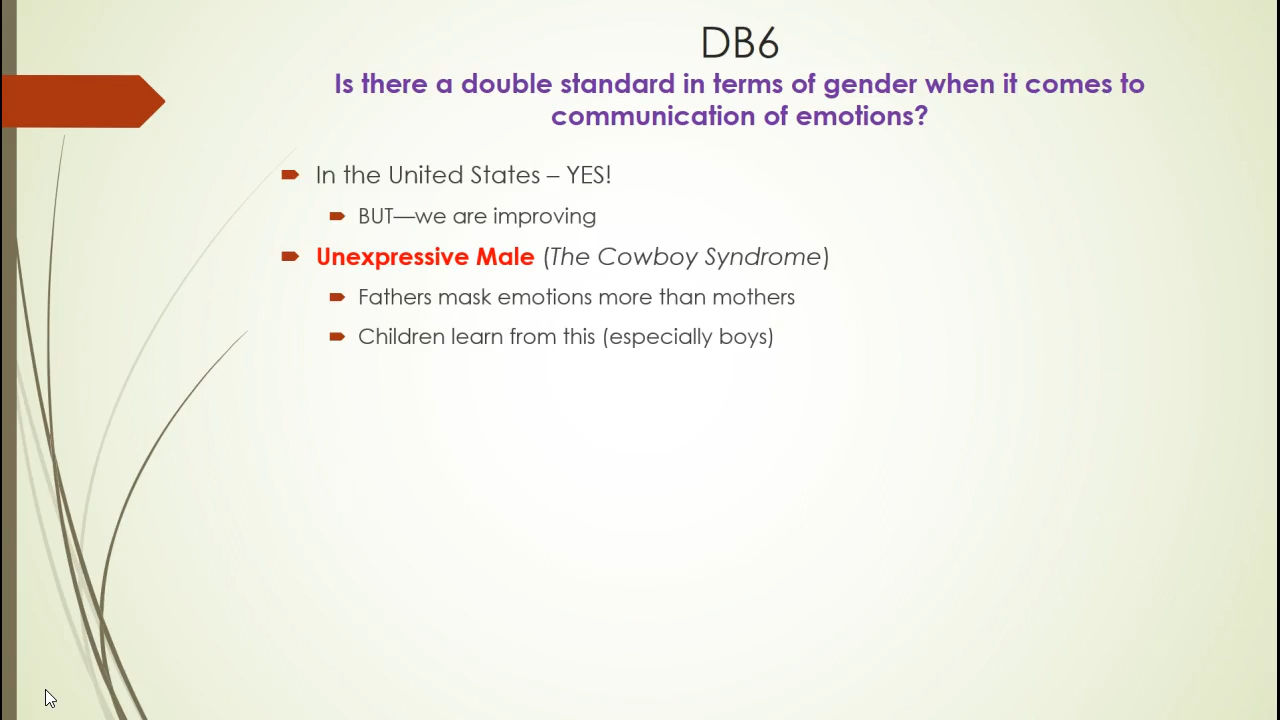 DB6
Is there a double standard in terms of gender when it comes to
communication of emotions?
In the United States – YES!
BUT—we are improving
Unexpressive Male (The Cowboy Syndrome)
Fathers mask emotions more than mothers
Children learn from this (especially boys)